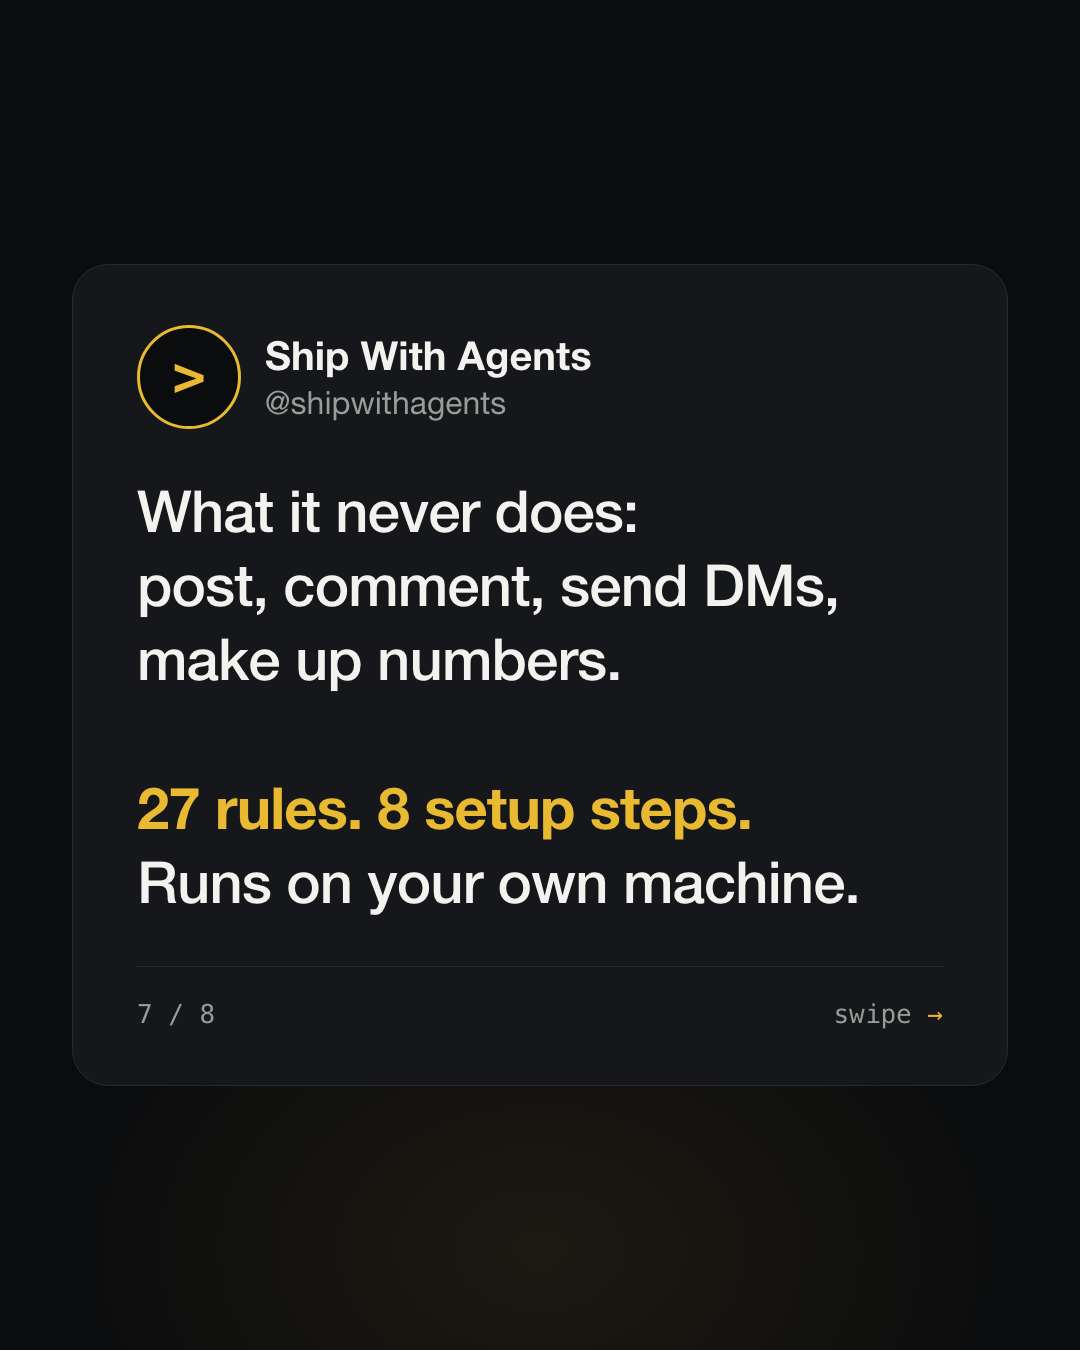 >
Ship With Agents
@shipwithagents
What it never does:
post, comment, send DMs,
make up numbers.
27 rules. 8 setup steps.
Runs on your own machine.
7 / 8
swipe →